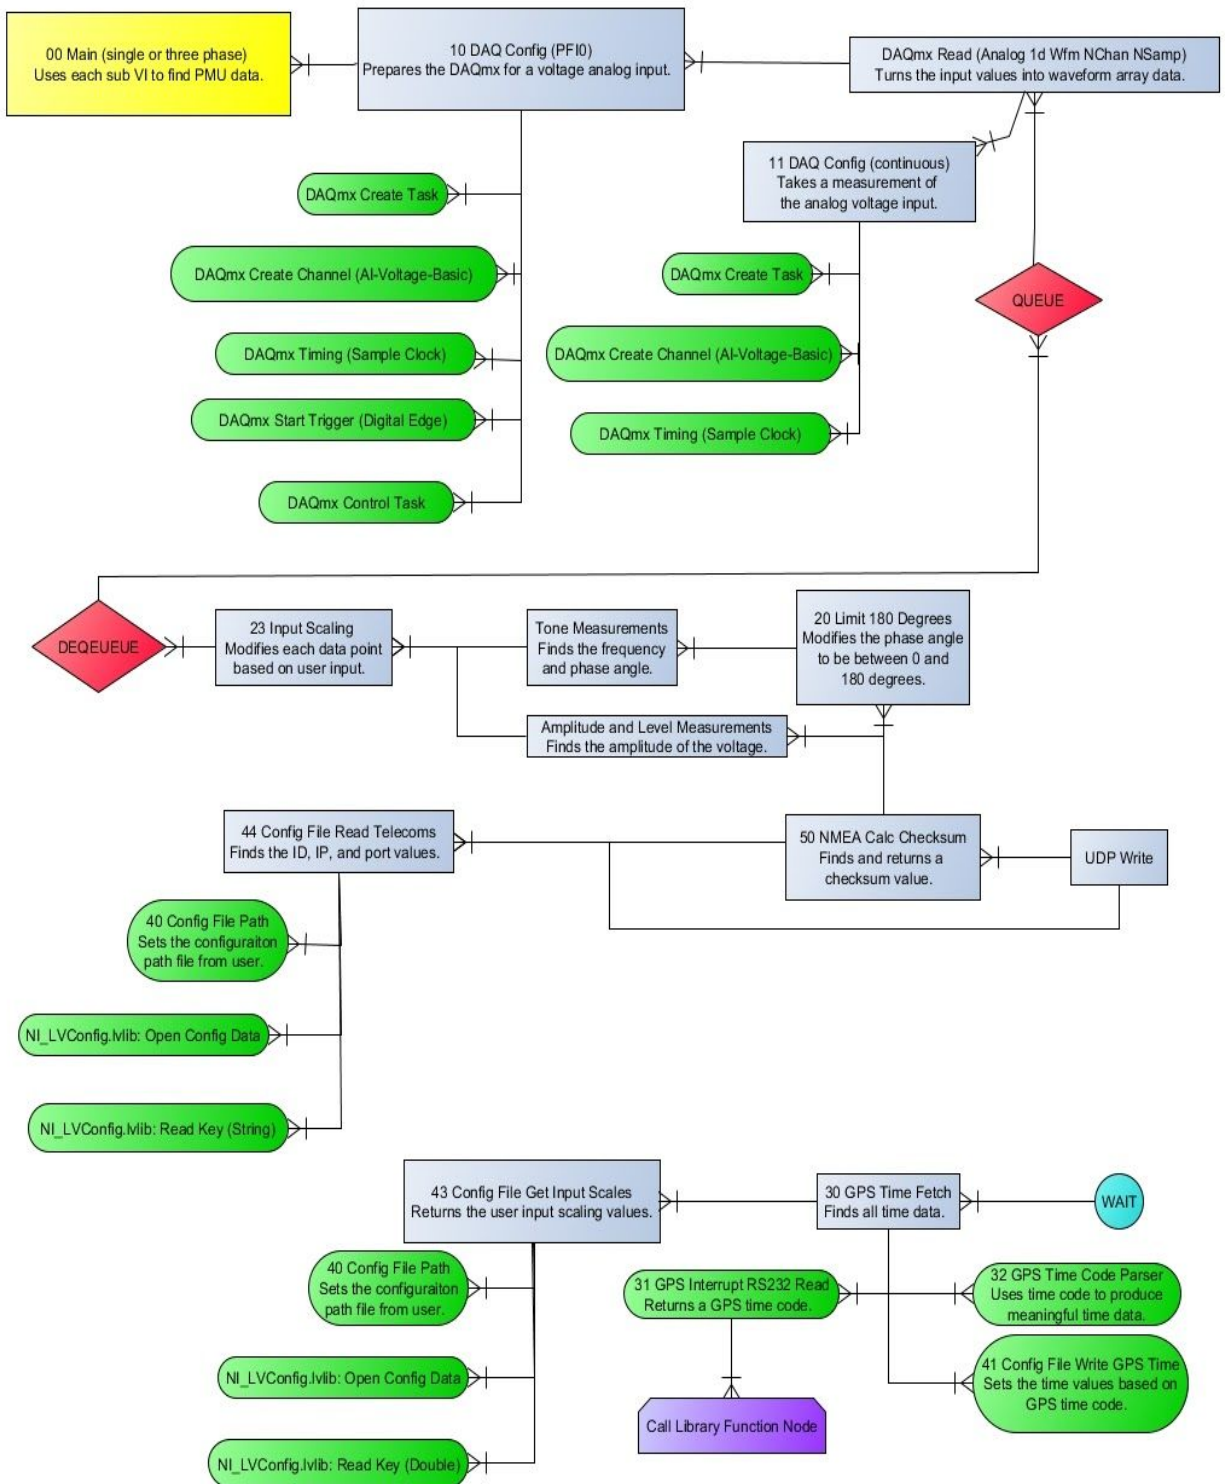 00 Main (single or three phase)
Uses each sub VI to find PMU data.
10 DAQ Config (PFI0)
Prepares the DAQmx for a voltage analog input.
DAQmx Read (Analog 1d Wfm NChan NSamp)
Turns the input values into waveform array data.
11 DAQ Config (continuous)
Takes a measurement of
the analog voltage input.
DAQmx Create Task
DAQmx Create Channel (AI-Voltage-Basic)
DAQmx Timing (Sample Clock)
DAQmx Start Trigger (Digital Edge)
DAQmx Control Task
DAQmx Create Task
DAQmx Create Channel (AI-Voltage-Basic)
DAQmx Timing (Sample Clock)
QUEUE
DEQEUEUE
23 Input Scaling
Modifies each data point
based on user input.
Tone Measurements
Finds the frequency
and phase angle.
20 Limit 180 Degrees
Modifies the phase angle
to be between 0 and
180 degrees.
Amplitude and Level Measurements
Finds the amplitude of the voltage.
44 Config File Read Telecoms
Finds the ID, IP, and port values.
50 NMEA Calc Checksum
Finds and returns a
checksum value.
UDP Write
40 Config File Path
Sets the configuraiton
path file from user.
NI_LVConfig.lvlib: Open Config Data
NI_LVConfig.lvlib: Read Key (String)
43 Config File Get Input Scales
Returns the user input scaling values.
30 GPS Time Fetch
Finds all time data.
WAIT
40 Config File Path
Sets the configuraiton
path file from user.
31 GPS Interrupt RS232 Read
Returns a GPS time code.
32 GPS Time Code Parser
Uses time code to produce
meaningful time data.
NI_LVConfig.lvlib: Open Config Data
41 Config File Write GPS Time
Sets the time values based on
GPS time code.
Call Library Function Node
NI_LVConfig.lvlib: Read Key (Double)